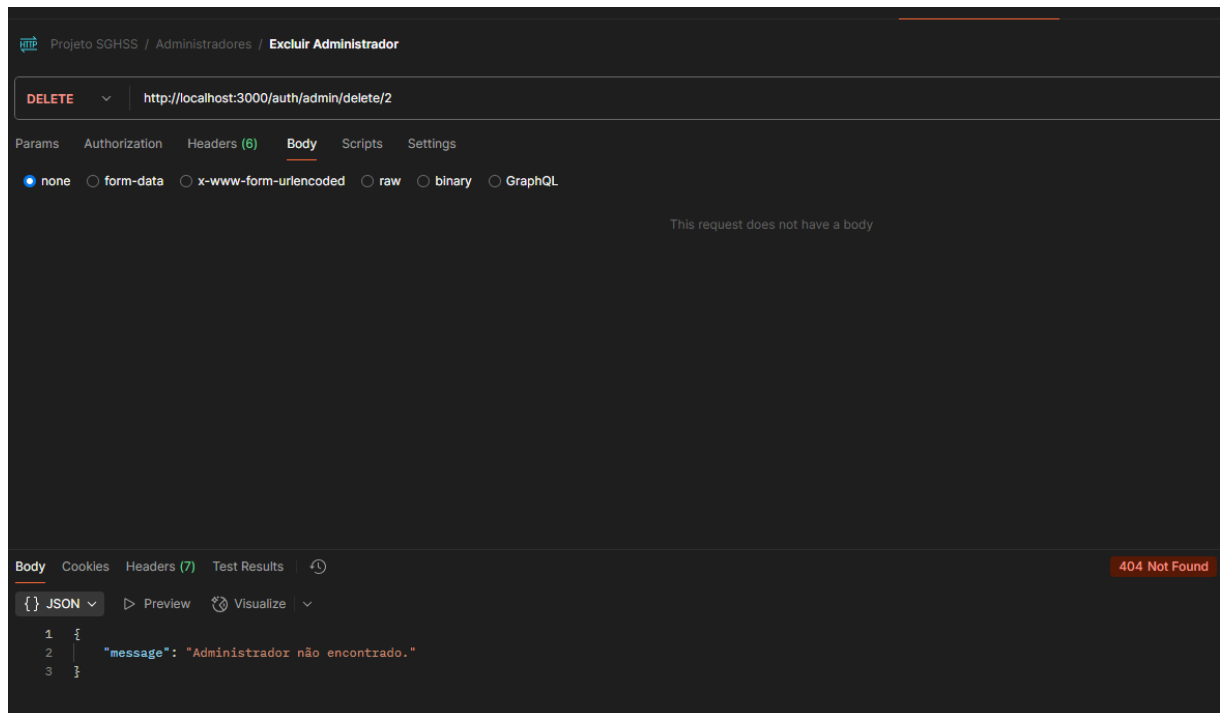 HTTP Projeto SGHSS / Administradores / Excluir Administrador
DELETE http://localhost:3000/auth/admin/delete/2
Params Authorization Headers (6) Body Scripts Settings
none form-data x-www-form-urlencoded raw binary GraphQL
This request does not have a body
Body Cookies Headers (7) Test Results 404 Not Found
{} JSON Preview Visualize
1 {
2 "message": "Administrador não encontrado."
3 }